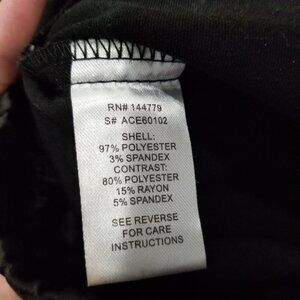 RN# 144779
S# ACE60102
SHELL:
97% POLYESTER
3% SPANDEX
CONTRAST:
80% POLYESTER
15% RAYON
5% SPANDEX
SEE REVERSE
FOR CARE
INSTRUCTIONS